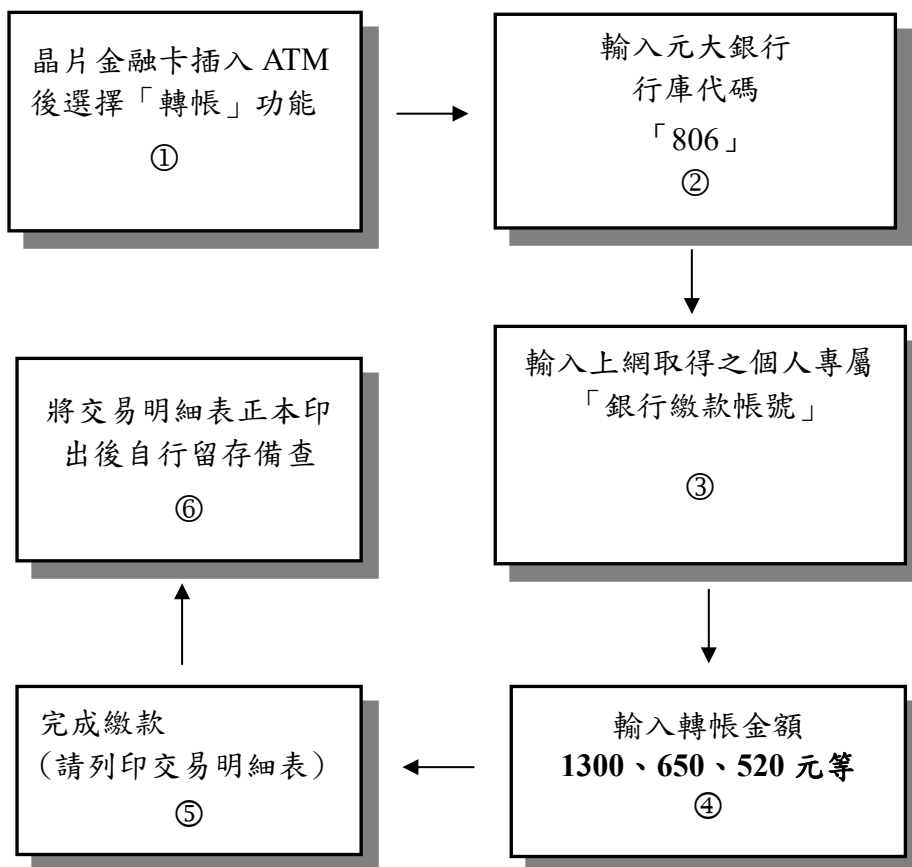 晶片金融卡插入 ATM
後選擇「轉帳」功能
①
輸入元大銀行
行庫代碼
「806」
②
輸入上網取得之個人專屬
「銀行繳款帳號」
③
輸入轉帳金額
1300、650、520 元等
④
完成繳款
(請列印交易明細表)
⑤
將交易明細表正本印
出後自行留存備查
⑥